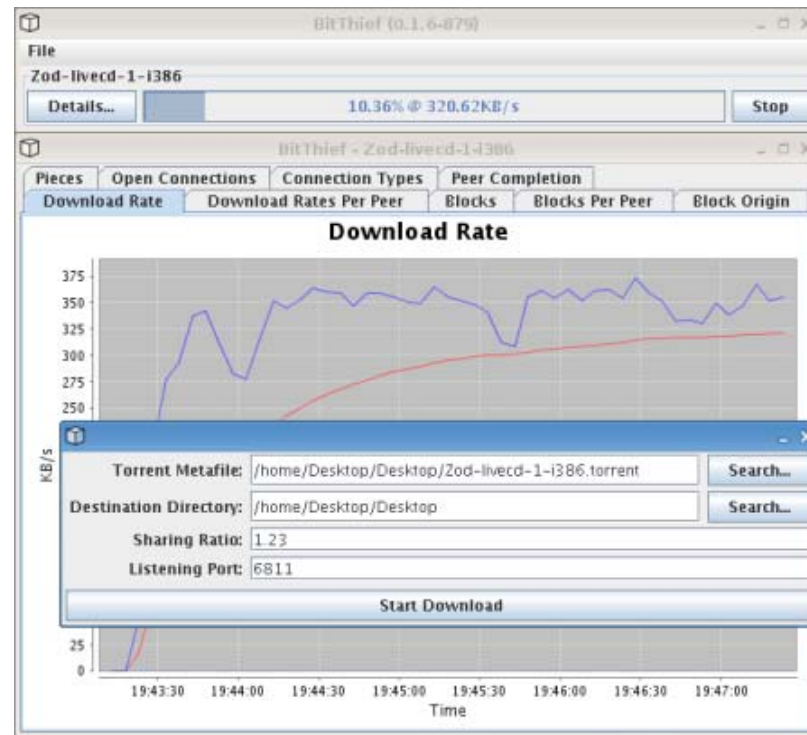 BitThief (0.1.6-879)
File
Zod-livecd-1-i386
Details... 10.36% @ 320.62KB/s Stop
BitThief - Zod-livecd-1-i386
Pieces Open Connections Connection Types Peer Completion
Download Rate Download Rates Per Peer Blocks Blocks Per Peer Block Origin
Download Rate
375
350
325
300
275
250
KB/s
Torrent Metafile: /home/Desktop/Desktop/Zod-livecd-1-i386.torrent Search...
Destination Directory: /home/Desktop/Desktop Search...
Sharing Ratio: 1.23
Listening Port: 6811
Start Download
25
0
19:43:30 19:44:00 19:44:30 19:45:00 19:45:30 19:46:00 19:46:30 19:47:00
Time